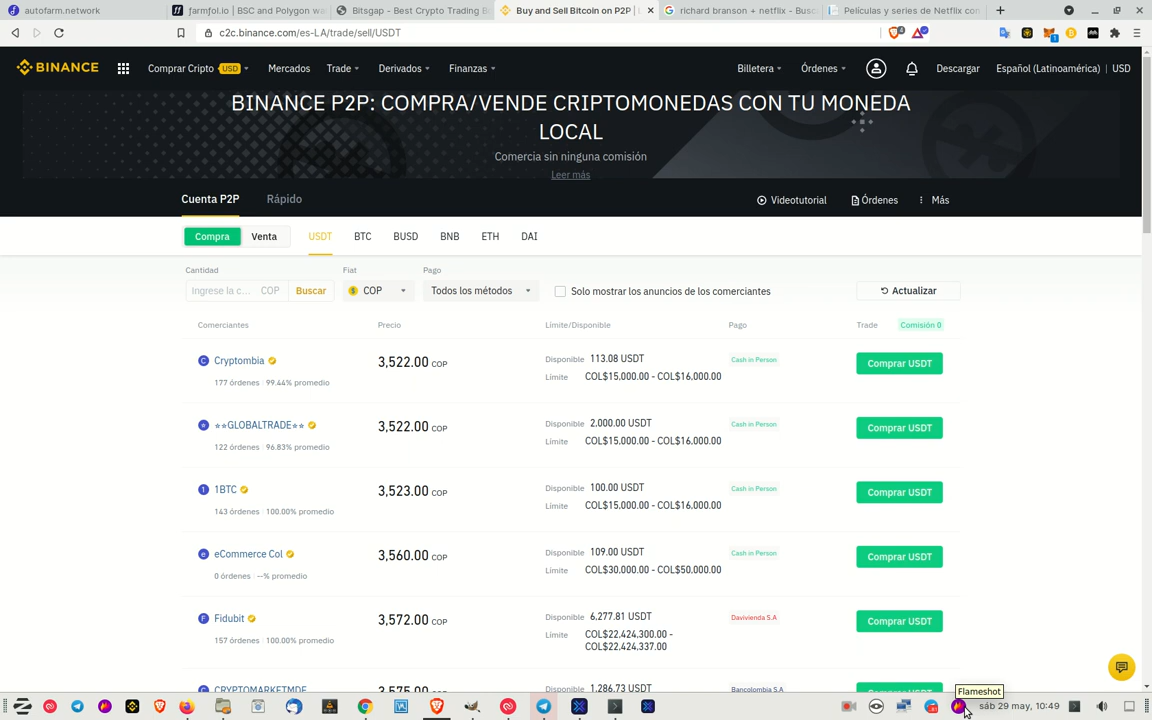 autofarm.network
farmfol.io | BSC and Polygon wa
Bitsgap - Best Crypto Trading B
Buy and Sell Bitcoin on P2P |
richard branson + netflix - Busc
Películas y series de Netflix con
c2c.binance.com/es-LA/trade/sell/USDT
BINANCE
Comprar Cripto USD
Mercados
Trade
Derivados
Finanzas
Billetera
Órdenes
Descargar
Español (Latinoamérica) | USD
BINANCE P2P: COMPRA/VENDE CRIPTOMONEDAS CON TU MONEDA
LOCAL
Comercia sin ninguna comisión
Leer más
Cuenta P2P
Rápido
Videotutorial
Órdenes
Más
Compra
Venta
USDT
BTC
BUSD
BNB
ETH
DAI
Cantidad
Fiat
Pago
Ingrese la c... COP
Buscar
COP
Todos los métodos
Solo mostrar los anuncios de los comerciantes
Actualizar
Comerciantes
Precio
Límite/Disponible
Pago
Trade
Comisión 0
Cryptombia
177 órdenes | 99.44% promedio
3,522.00 COP
Disponible 113.08 USDT
Límite COL$15,000.00 - COL$16,000.00
Cash in Person
Comprar USDT
**GLOBALTRADE**
122 órdenes | 96.83% promedio
3,522.00 COP
Disponible 2,000.00 USDT
Límite COL$15,000.00 - COL$16,000.00
Cash in Person
Comprar USDT
1 1BTC
143 órdenes | 100.00% promedio
3,523.00 COP
Disponible 100.00 USDT
Límite COL$15,000.00 - COL$16,000.00
Cash in Person
Comprar USDT
e eCommerce Col
0 órdenes | --% promedio
3,560.00 COP
Disponible 109.00 USDT
Límite COL$30,000.00 - COL$50,000.00
Cash in Person
Comprar USDT
F Fidubit
157 órdenes | 100.00% promedio
3,572.00 COP
Disponible 6,277.81 USDT
Límite COL$22,424,300.00 -
COL$22,424,337.00
Davivienda S.A
Comprar USDT
CRYPTOMARKETMDE
3,575.00 COP
Disponible 1,286.73 USDT
Bancolombia S.A
Comprar USDT
Flameshot
sáb 29 may, 10:49